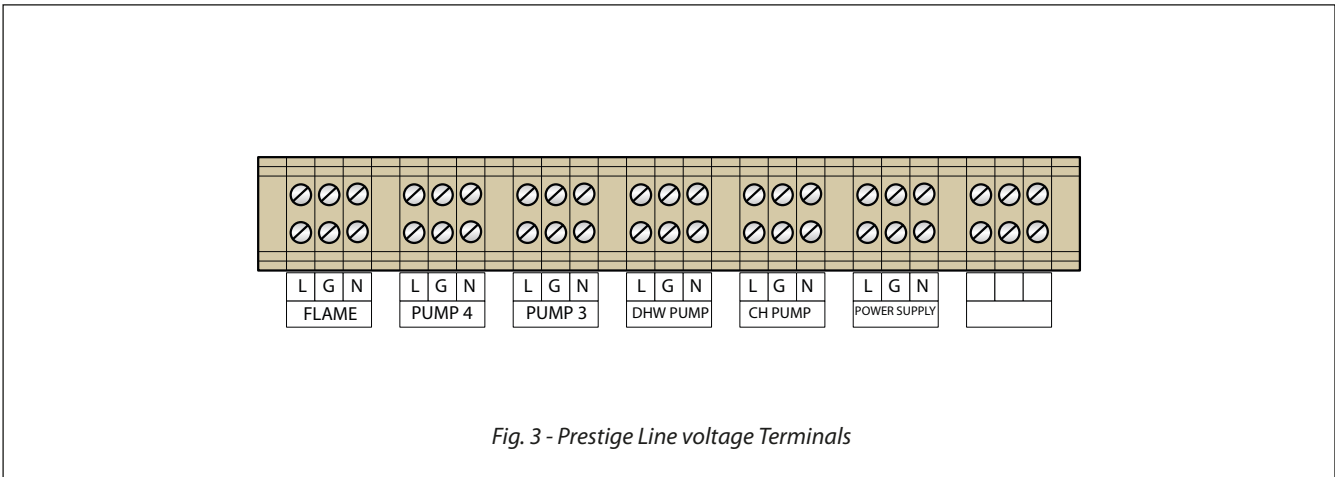 L G N L G N L G N L G N L G N L G N
FLAME PUMP 4 PUMP 3 DHW PUMP CH PUMP POWER SUPPLY
Fig. 3 - Prestige Line voltage Terminals